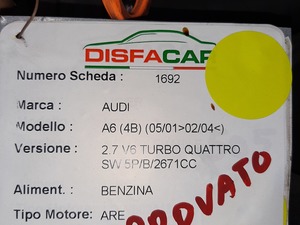 DISFACAR
Numero Scheda : 1692
Marca : AUDI
Modello : A6 (4B) (05/01>02/04<)
Versione : 2.7 V6 TURBO QUATTRO
SW 5P/B/2671CC
Aliment. : BENZINA
Tipo Motore: ARE
PROVATO